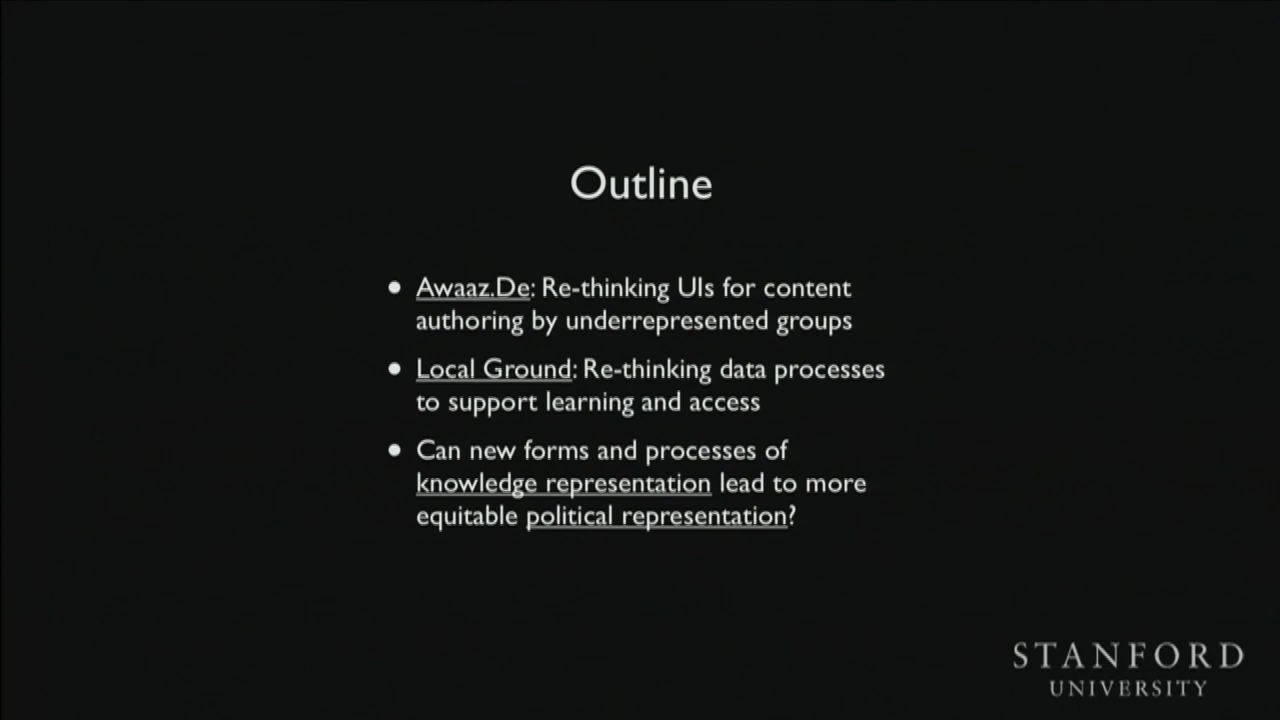 Outline
• Awaaz.De: Re-thinking UIs for content
authoring by underrepresented groups
• Local Ground: Re-thinking data processes
to support learning and access
• Can new forms and processes of
knowledge representation lead to more
equitable political representation?
STANFORD
UNIVERSITY